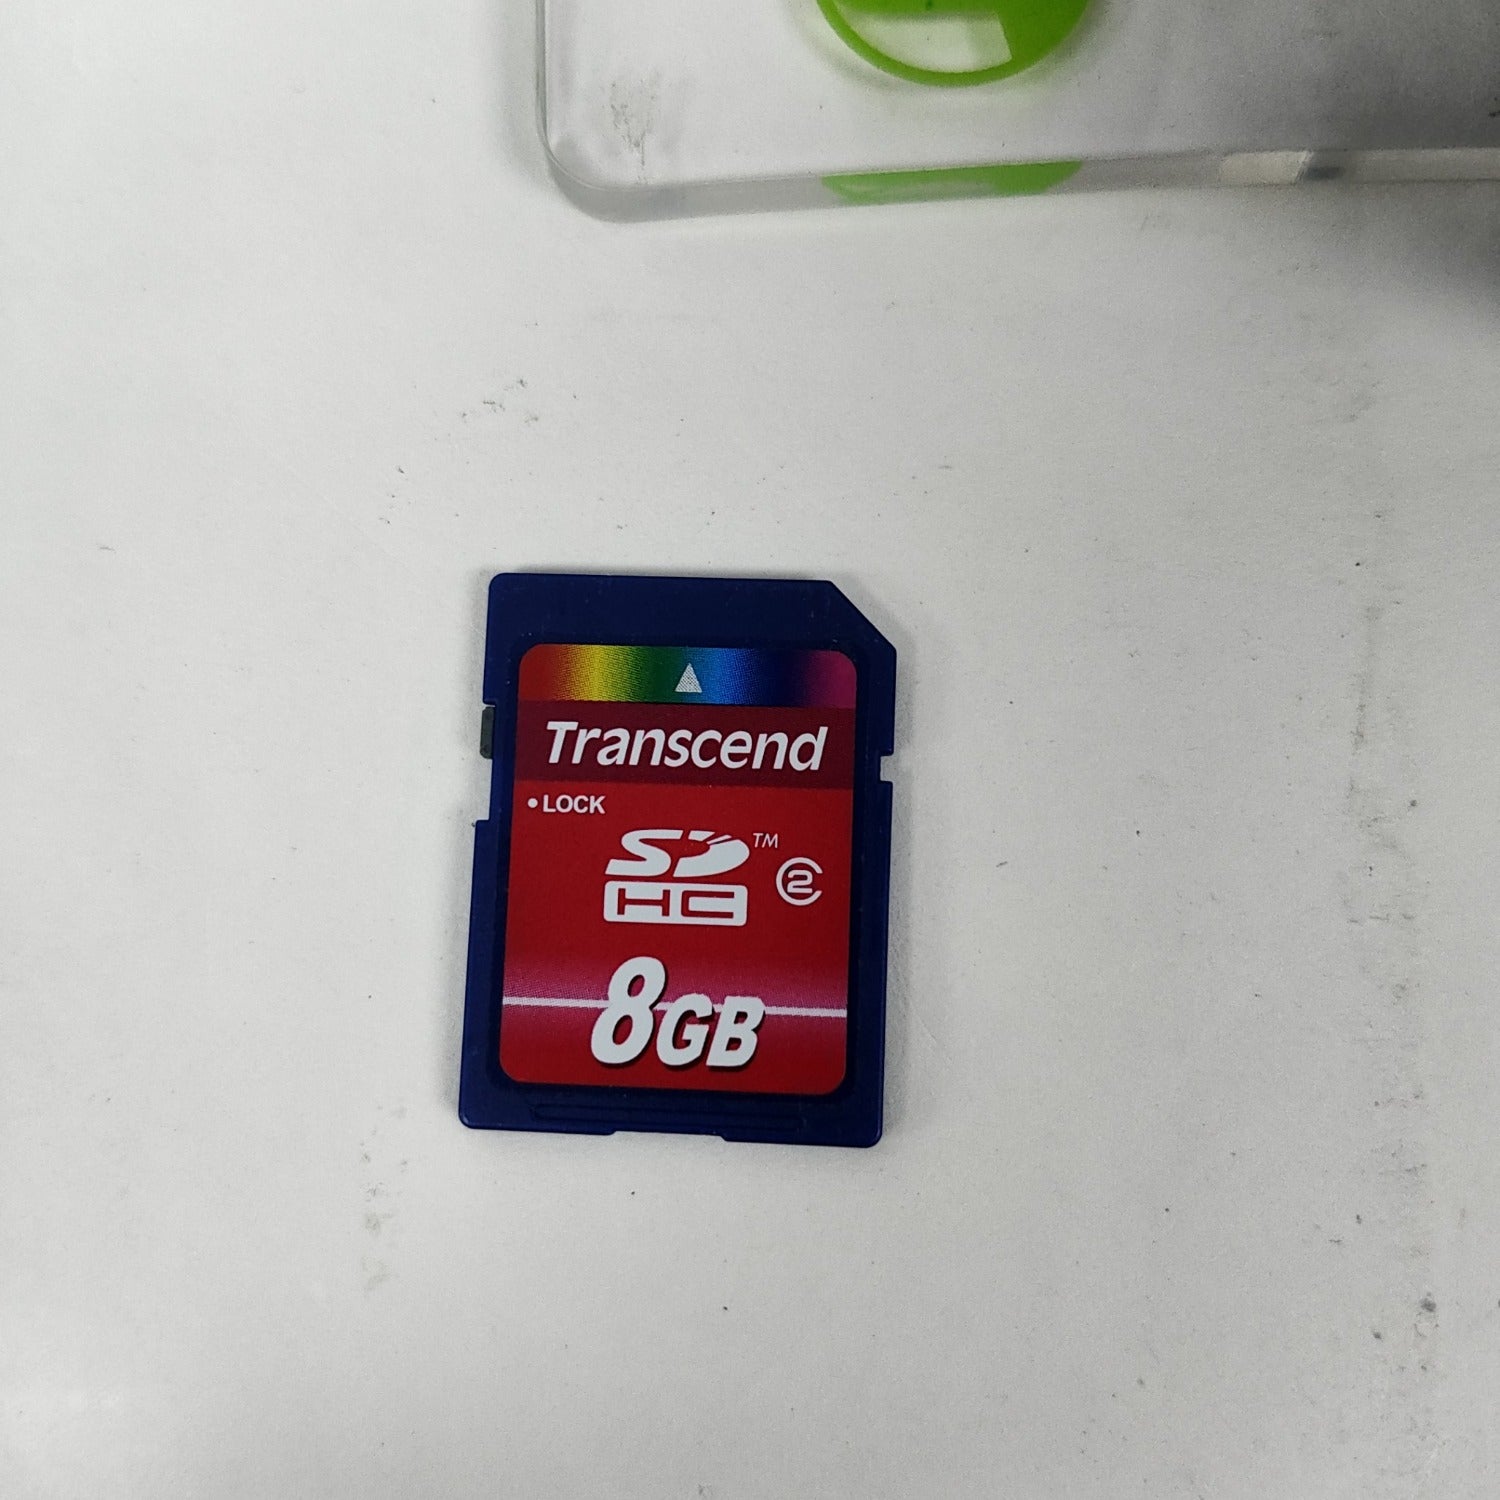 Transcend
• LOCK
SD™
HC
2
8GB